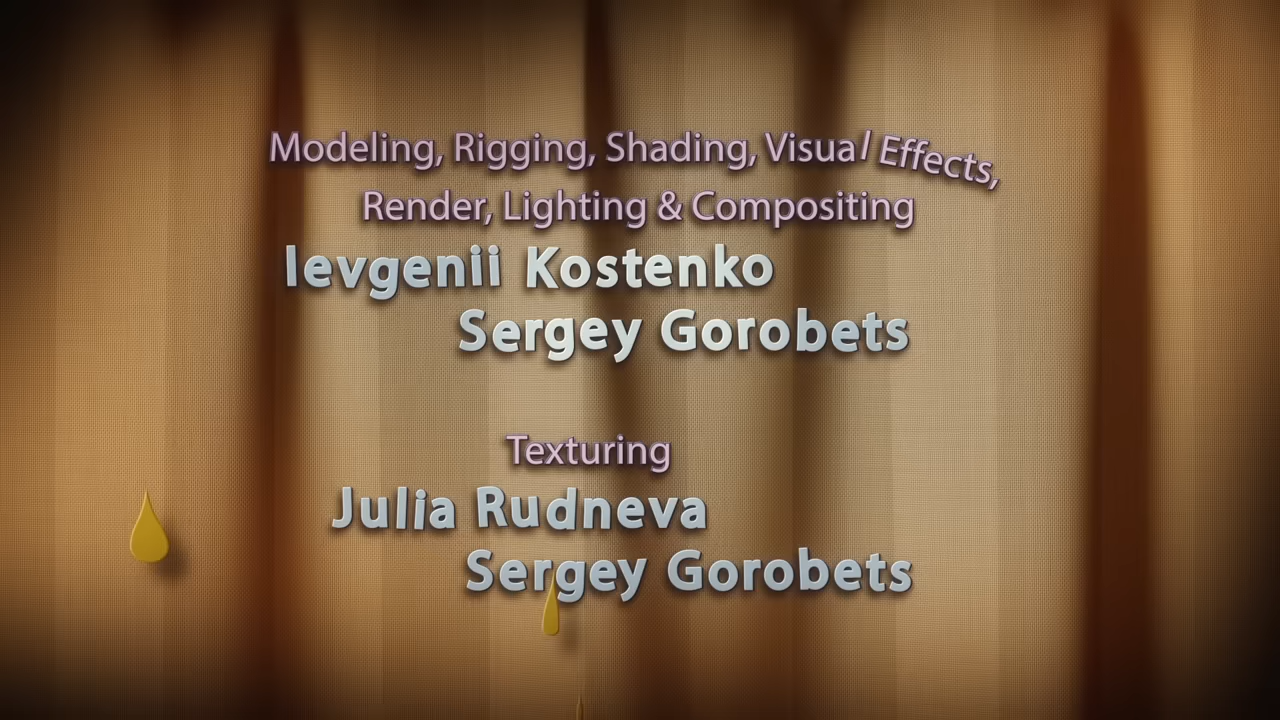 Modeling, Rigging, Shading, Visual Effects,
Render, Lighting & Compositing
Ievgenii Kostenko
Sergey Gorobets
Texturing
Julia Rudneva
Sergey Gorobets